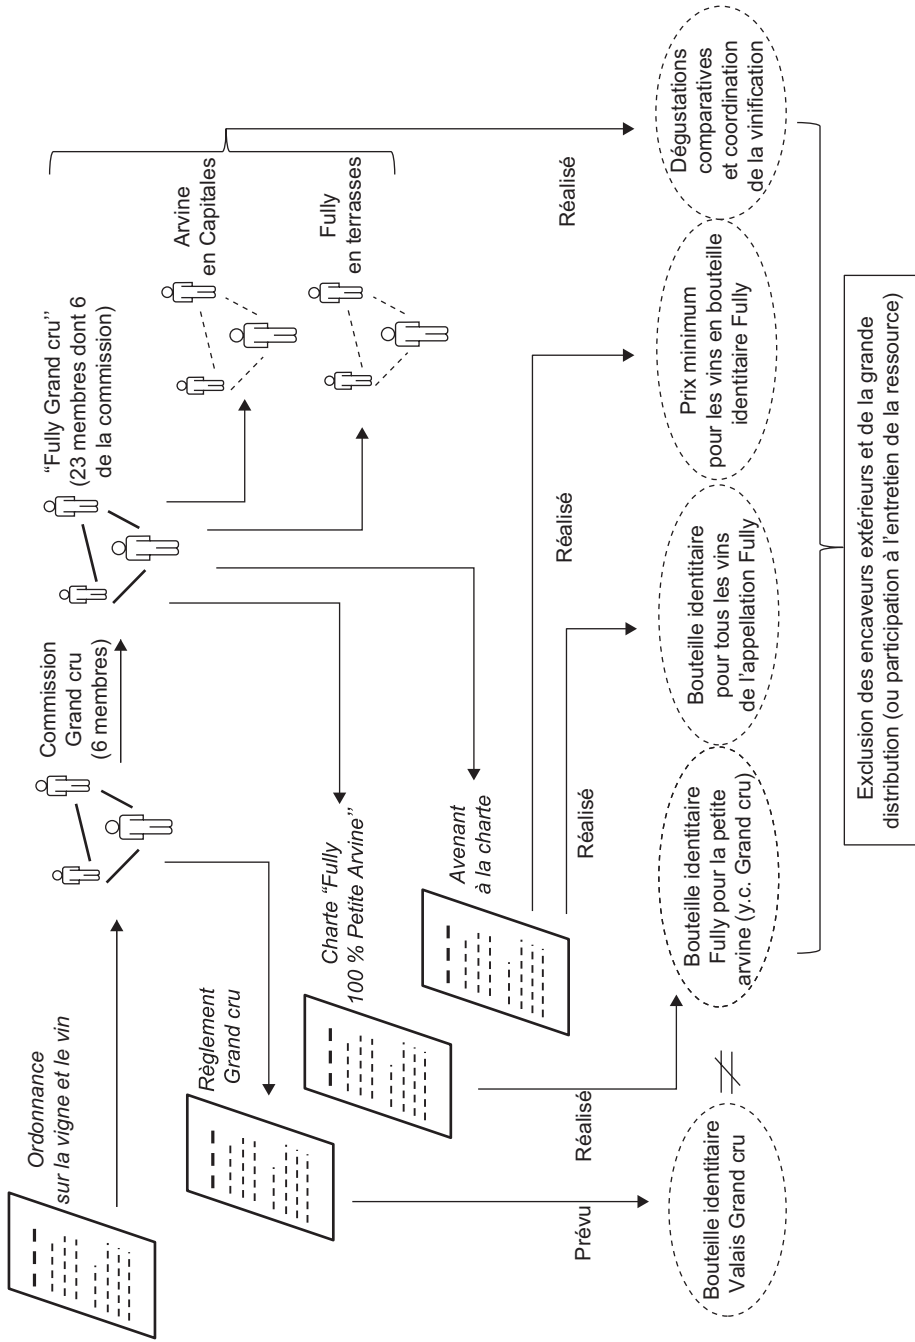 Ordonnance
sur la vigne et le vin
Commission
Grand cru
(6 membres)
“Fully Grand cru”
(23 membres dont 6
de la commission)
Arvine
en Capitales
Fully
en terrasses
Règlement
Grand cru
Charte “Fully
100 % Petite Arvine”
Avenant
à la charte
Prévu
Réalisé
Réalisé
Réalisé
Réalisé
Bouteille identitaire
Valais Grand cru
Bouteille identitaire
Fully pour la petite
arvine (y.c. Grand cru)
Bouteille identitaire
pour tous les vins
de l’appellation Fully
Prix minimum
pour les vins en bouteille
identitaire Fully
Dégustations
comparatives
et coordination
de la vinification
Exclusion des encaveurs extérieurs et de la grande
distribution (ou participation à l’entretien de la ressource)